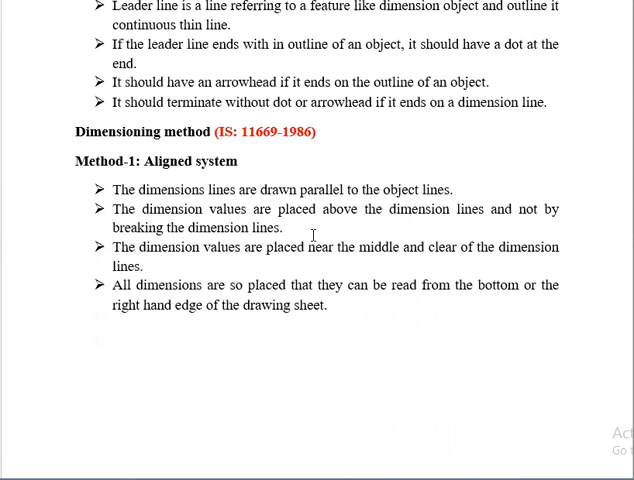 ➢ Leader line is a line referring to a feature like dimension object and outline it
continuous thin line.
➢ If the leader line ends with in outline of an object, it should have a dot at the
end.
➢ It should have an arrowhead if it ends on the outline of an object.
➢ It should terminate without dot or arrowhead if it ends on a dimension line.
Dimensioning method (IS: 11669-1986)
Method-1: Aligned system
➢ The dimensions lines are drawn parallel to the object lines.
➢ The dimension values are placed above the dimension lines and not by
breaking the dimension lines.
➢ The dimension values are placed near the middle and clear of the dimension
lines.
➢ All dimensions are so placed that they can be read from the bottom or the
right hand edge of the drawing sheet.
Act
Go t